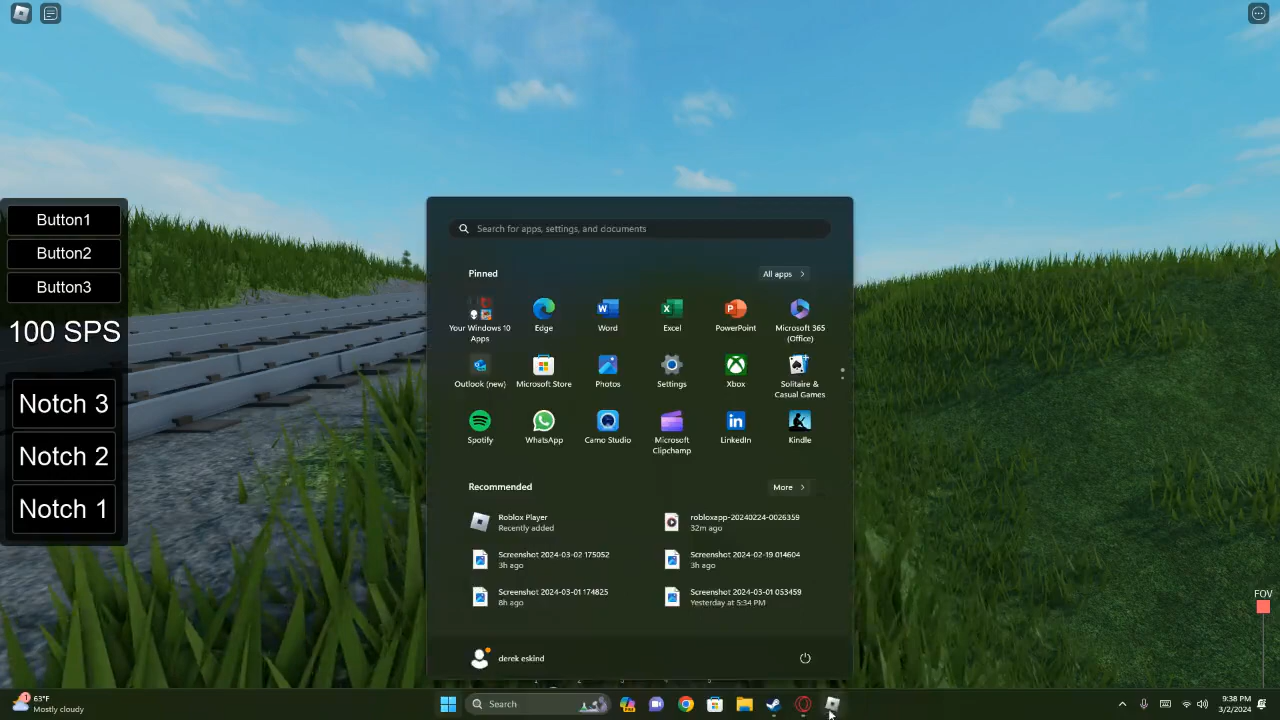 Search for apps, settings, and documents
Pinned
All apps
Your Windows 10
Apps
Edge
Word
Excel
PowerPoint
Microsoft 365
(Office)
Outlook (new)
Microsoft Store
Photos
Settings
Xbox
Solitaire &
Casual Games
Spotify
WhatsApp
Camo Studio
Microsoft
Clipchamp
LinkedIn
Kindle
Recommended
More
Roblox Player
Recently added
robloxapp-20240224-0026359
32m ago
Screenshot 2024-03-02 175052
3h ago
Screenshot 2024-02-19 014604
3h ago
Screenshot 2024-03-01 174825
8h ago
Screenshot 2024-03-01 053459
Yesterday at 5:34 PM
derek eskind
Button1
Button2
Button3
100 SPS
Notch 3
Notch 2
Notch 1
FOV
1
63°F
Mostly cloudy
Search
9:38 PM
3/2/2024